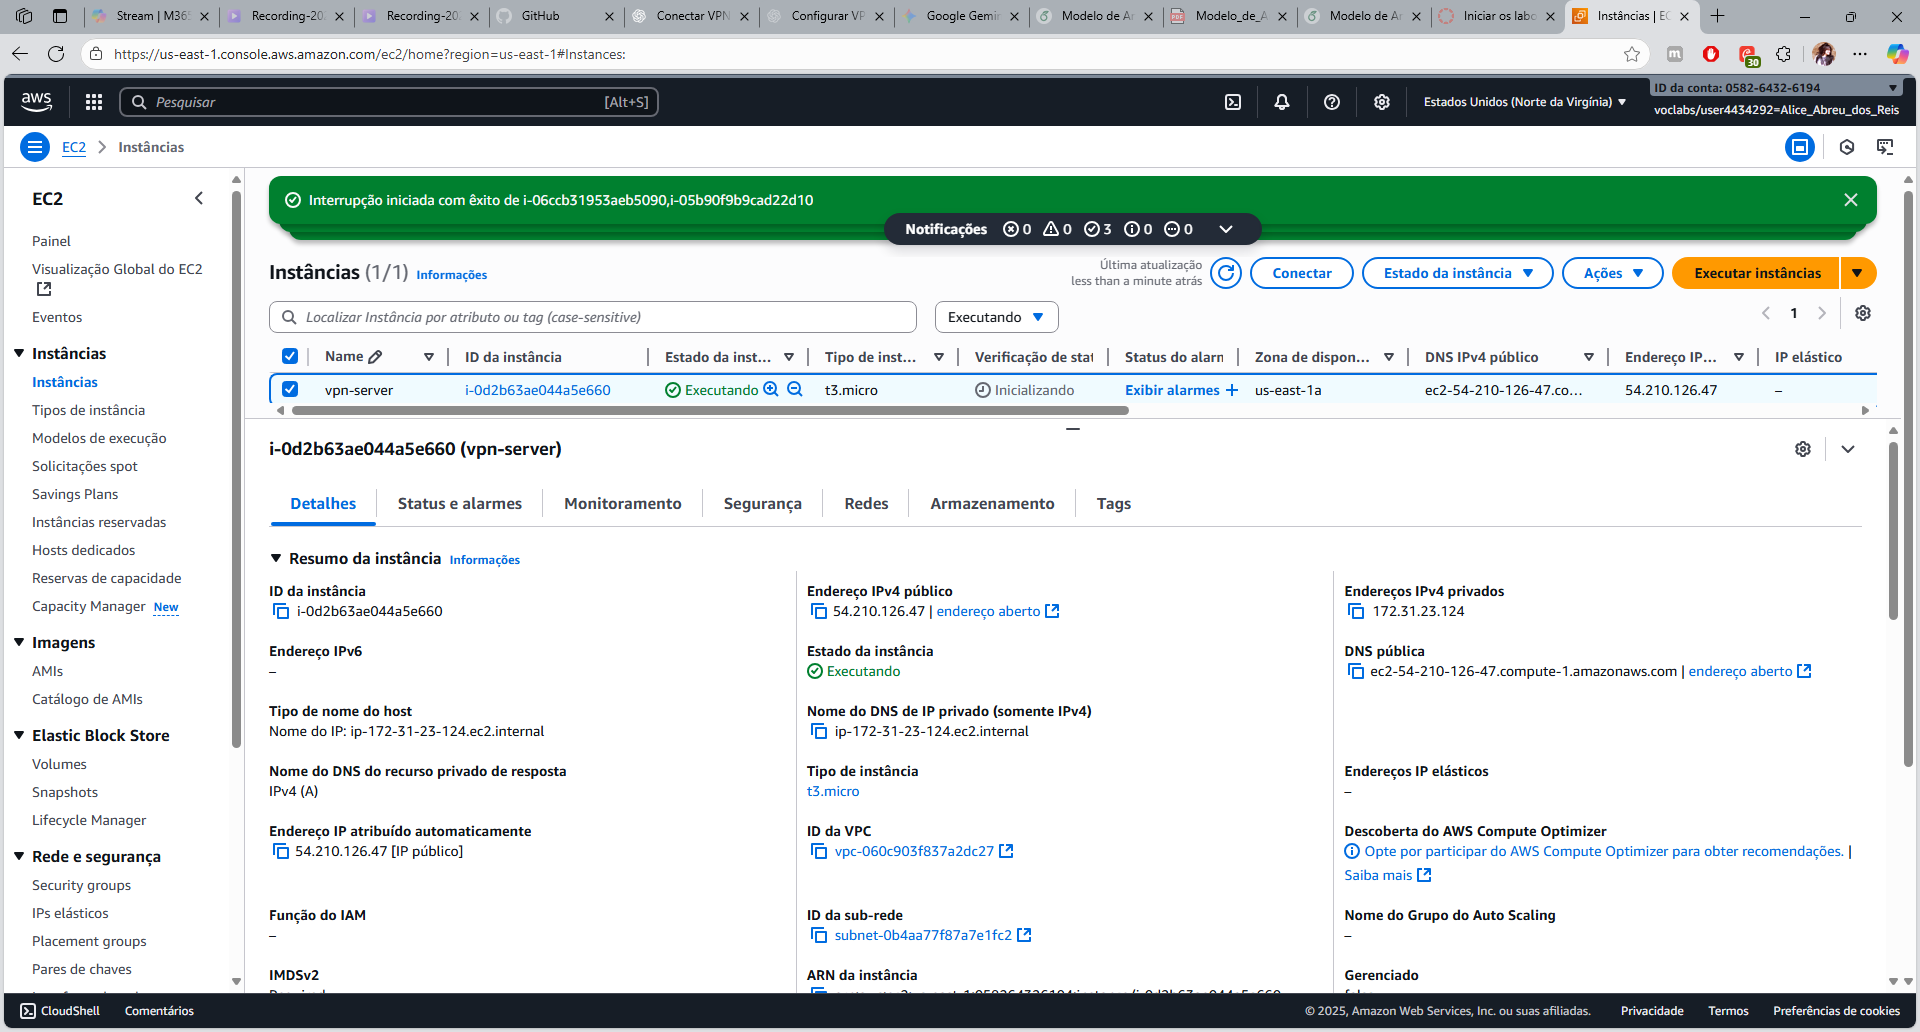 Stream | M365
Recording-202
Recording-202
GitHub
Conectar VPN
Configurar VP
Google Gemin
Modelo de Ar
Modelo_de_A
Modelo de Ar
Iniciar os labo
Instâncias | EC
https://us-east-1.console.aws.amazon.com/ec2/home?region=us-east-1#Instances:
30
aws
Pesquisar
[Alt+S]
Estados Unidos (Norte da Virgínia)
ID da conta: 0582-6432-6194
voclabs/user4434292=Alice_Abreu_dos_Reis
EC2
Instâncias
EC2
Painel
Visualização Global do EC2
Eventos
Instâncias
Instâncias
Tipos de instância
Modelos de execução
Solicitações spot
Savings Plans
Instâncias reservadas
Hosts dedicados
Reservas de capacidade
Capacity Manager New
Imagens
AMIs
Catálogo de AMIs
Elastic Block Store
Volumes
Snapshots
Lifecycle Manager
Rede e segurança
Security groups
IPs elásticos
Placement groups
Pares de chaves
Interrupção iniciada com êxito de i-06ccb31953aeb5090,i-05b90f9b9cad22d10
Notificações 0 0 3 0 0
Instâncias (1/1) Informações
Última atualização
less than a minute atrás
Conectar
Estado da instância
Ações
Executar instâncias
Localizar Instância por atributo ou tag (case-sensitive)
Executando
1
Name
ID da instância
Estado da inst...
Tipo de inst...
Verificação de stat
Status do alarn
Zona de dispon...
DNS IPv4 público
Endereço IP...
IP elástico
vpn-server
i-0d2b63ae044a5e660
Executando
t3.micro
Inicializando
Exibir alarmes
us-east-1a
ec2-54-210-126-47.co...
54.210.126.47
–
i-0d2b63ae044a5e660 (vpn-server)
Detalhes
Status e alarmes
Monitoramento
Segurança
Redes
Armazenamento
Tags
Resumo da instância Informações
ID da instância
i-0d2b63ae044a5e660
Endereço IPv4 público
54.210.126.47 | endereço aberto
Endereços IPv4 privados
172.31.23.124
Endereço IPv6
–
Estado da instância
Executando
DNS pública
ec2-54-210-126-47.compute-1.amazonaws.com | endereço aberto
Tipo de nome do host
Nome do IP: ip-172-31-23-124.ec2.internal
Nome do DNS de IP privado (somente IPv4)
ip-172-31-23-124.ec2.internal
Nome do DNS do recurso privado de resposta
IPv4 (A)
Tipo de instância
t3.micro
Endereços IP elásticos
–
Endereço IP atribuído automaticamente
54.210.126.47 [IP público]
ID da VPC
vpc-060c903f837a2dc27
Descoberta do AWS Compute Optimizer
Opte por participar do AWS Compute Optimizer para obter recomendações. |
Saiba mais
Função do IAM
–
ID da sub-rede
subnet-0b4aa77f87a7e1fc2
Nome do Grupo do Auto Scaling
–
IMDSv2
ARN da instância
Gerenciado
CloudShell
Comentários
© 2025, Amazon Web Services, Inc. ou suas afiliadas.
Privacidade
Termos
Preferências de cookies